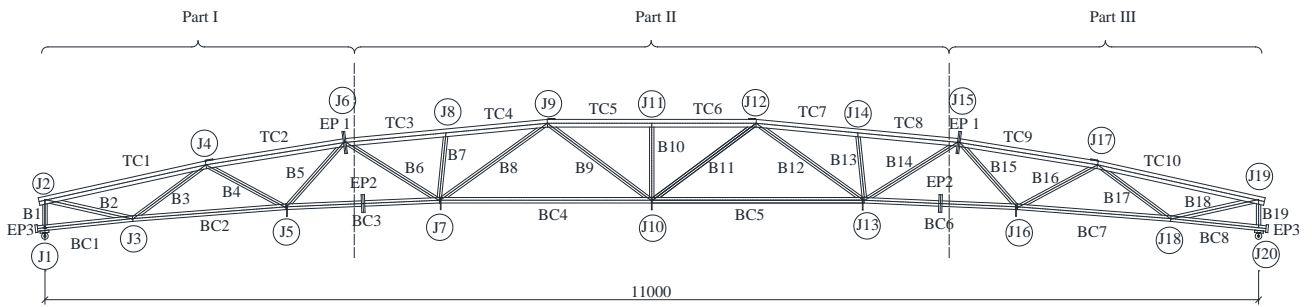 Part I Part II Part III
J6 J8 J9 J11 J12 J14 J15
EP 1 TC3 TC4 TC5 TC6 TC7 TC8 EP 1
J4 TC2 TC9 J17
TC1 B5 B6 B7 B8 B9 B10 B11 B12 B13 B14 B15 TC10
J2 B2 B3 B4 EP2 EP2 B16 B17 B18 J19
B1 BC2 BC3 BC4 BC5 BC6 BC7 B19
EP3 BC1 J3 J5 J7 J10 J13 J16 J18 BC8 EP3
J1 J20
11000